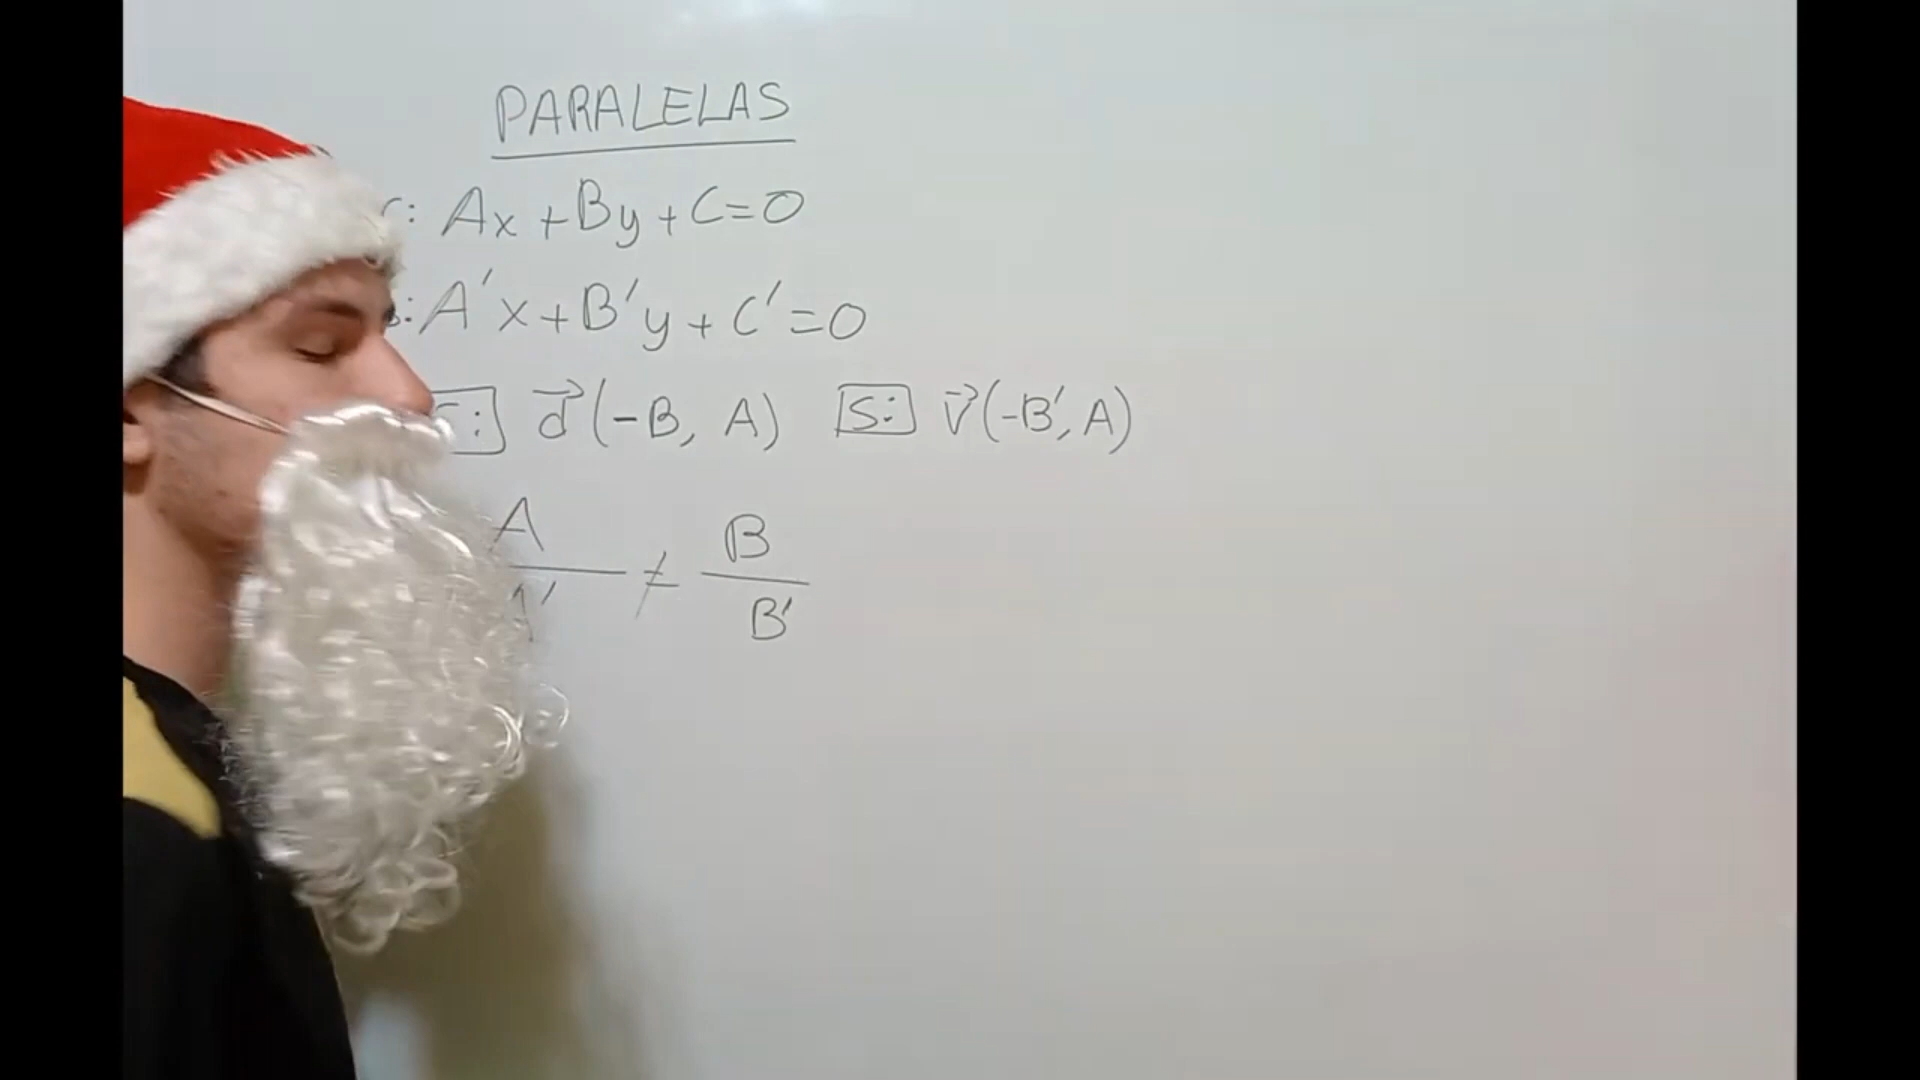 PARALELAS
r: Ax + By + C = 0
s: A'x + B'y + C' = 0
r: d⃗ (-B, A) S: v⃗ (-B', A)
A/A' ≠ B/B'